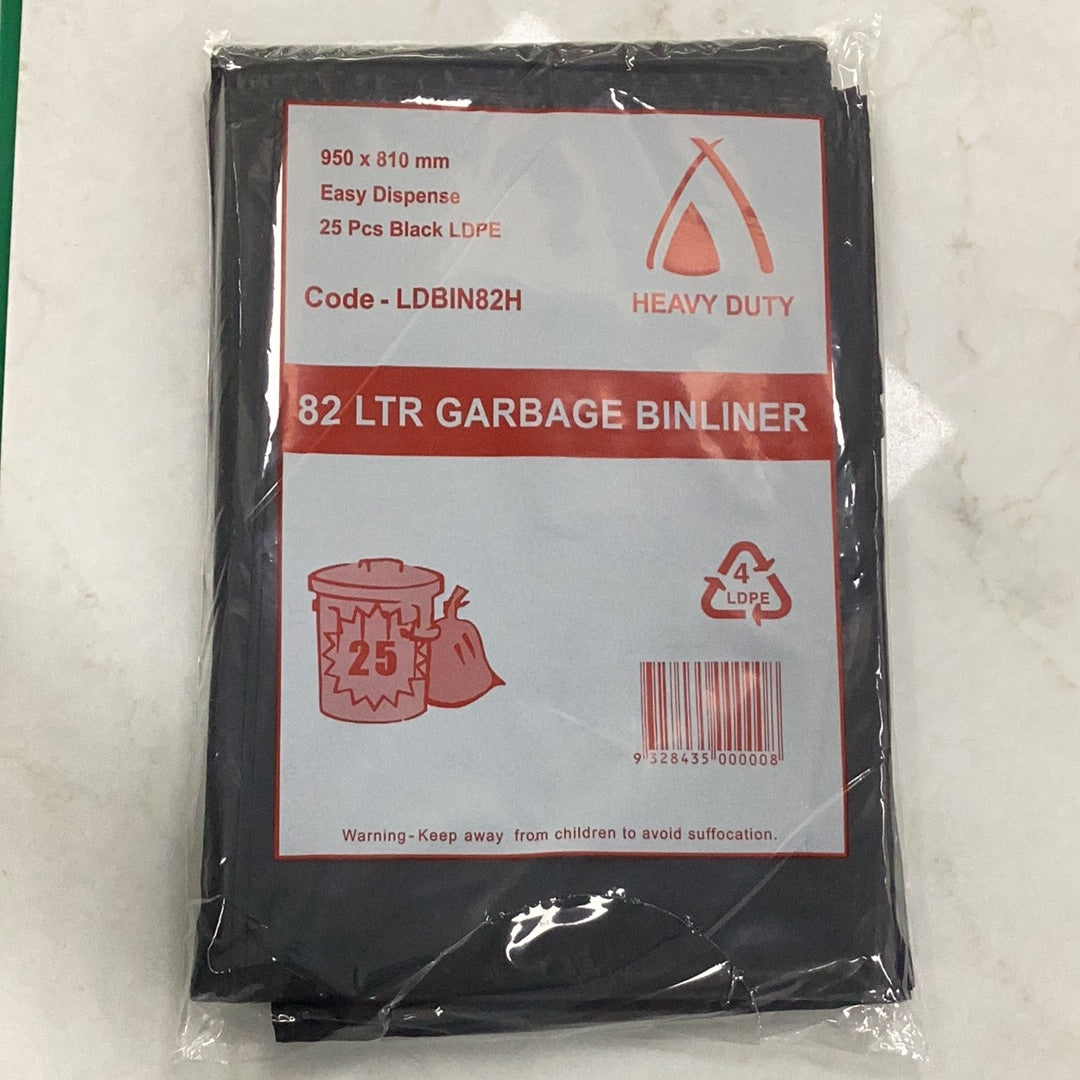 950 x 810 mm
Easy Dispense
25 Pcs Black LDPE
Code - LDBIN82H
HEAVY DUTY
82 LTR GARBAGE BINLINER
4
LDPE
25
9 328435 000008
Warning - Keep away from children to avoid suffocation.